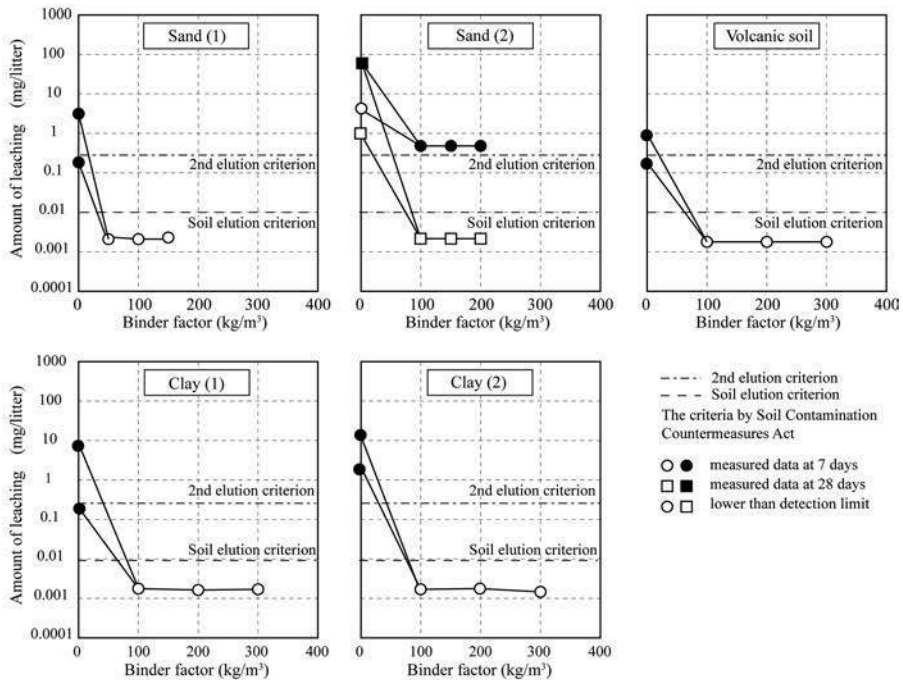 Sand (1)
Sand (2)
Volcanic soil
Amount of leaching (mg/litter)
1000
100
10
1
0.1
0.01
0.001
0.0001
2nd elution criterion
2nd elution criterion
2nd elution criterion
Soil elution criterion
Soil elution criterion
Soil elution criterion
0 100 200 300 400
0 100 200 300 400
0 100 200 300 400
Binder factor (kg/m³)
Binder factor (kg/m³)
Binder factor (kg/m³)
Clay (1)
Clay (2)
Amount of leaching (mg/litter)
1000
100
10
1
0.1
0.01
0.001
0.0001
2nd elution criterion
2nd elution criterion
Soil elution criterion
Soil elution criterion
0 100 200 300 400
0 100 200 300 400
Binder factor (kg/m³)
Binder factor (kg/m³)
2nd elution criterion
Soil elution criterion
The criteria by Soil Contamination
Countermeasures Act
measured data at 7 days
measured data at 28 days
lower than detection limit